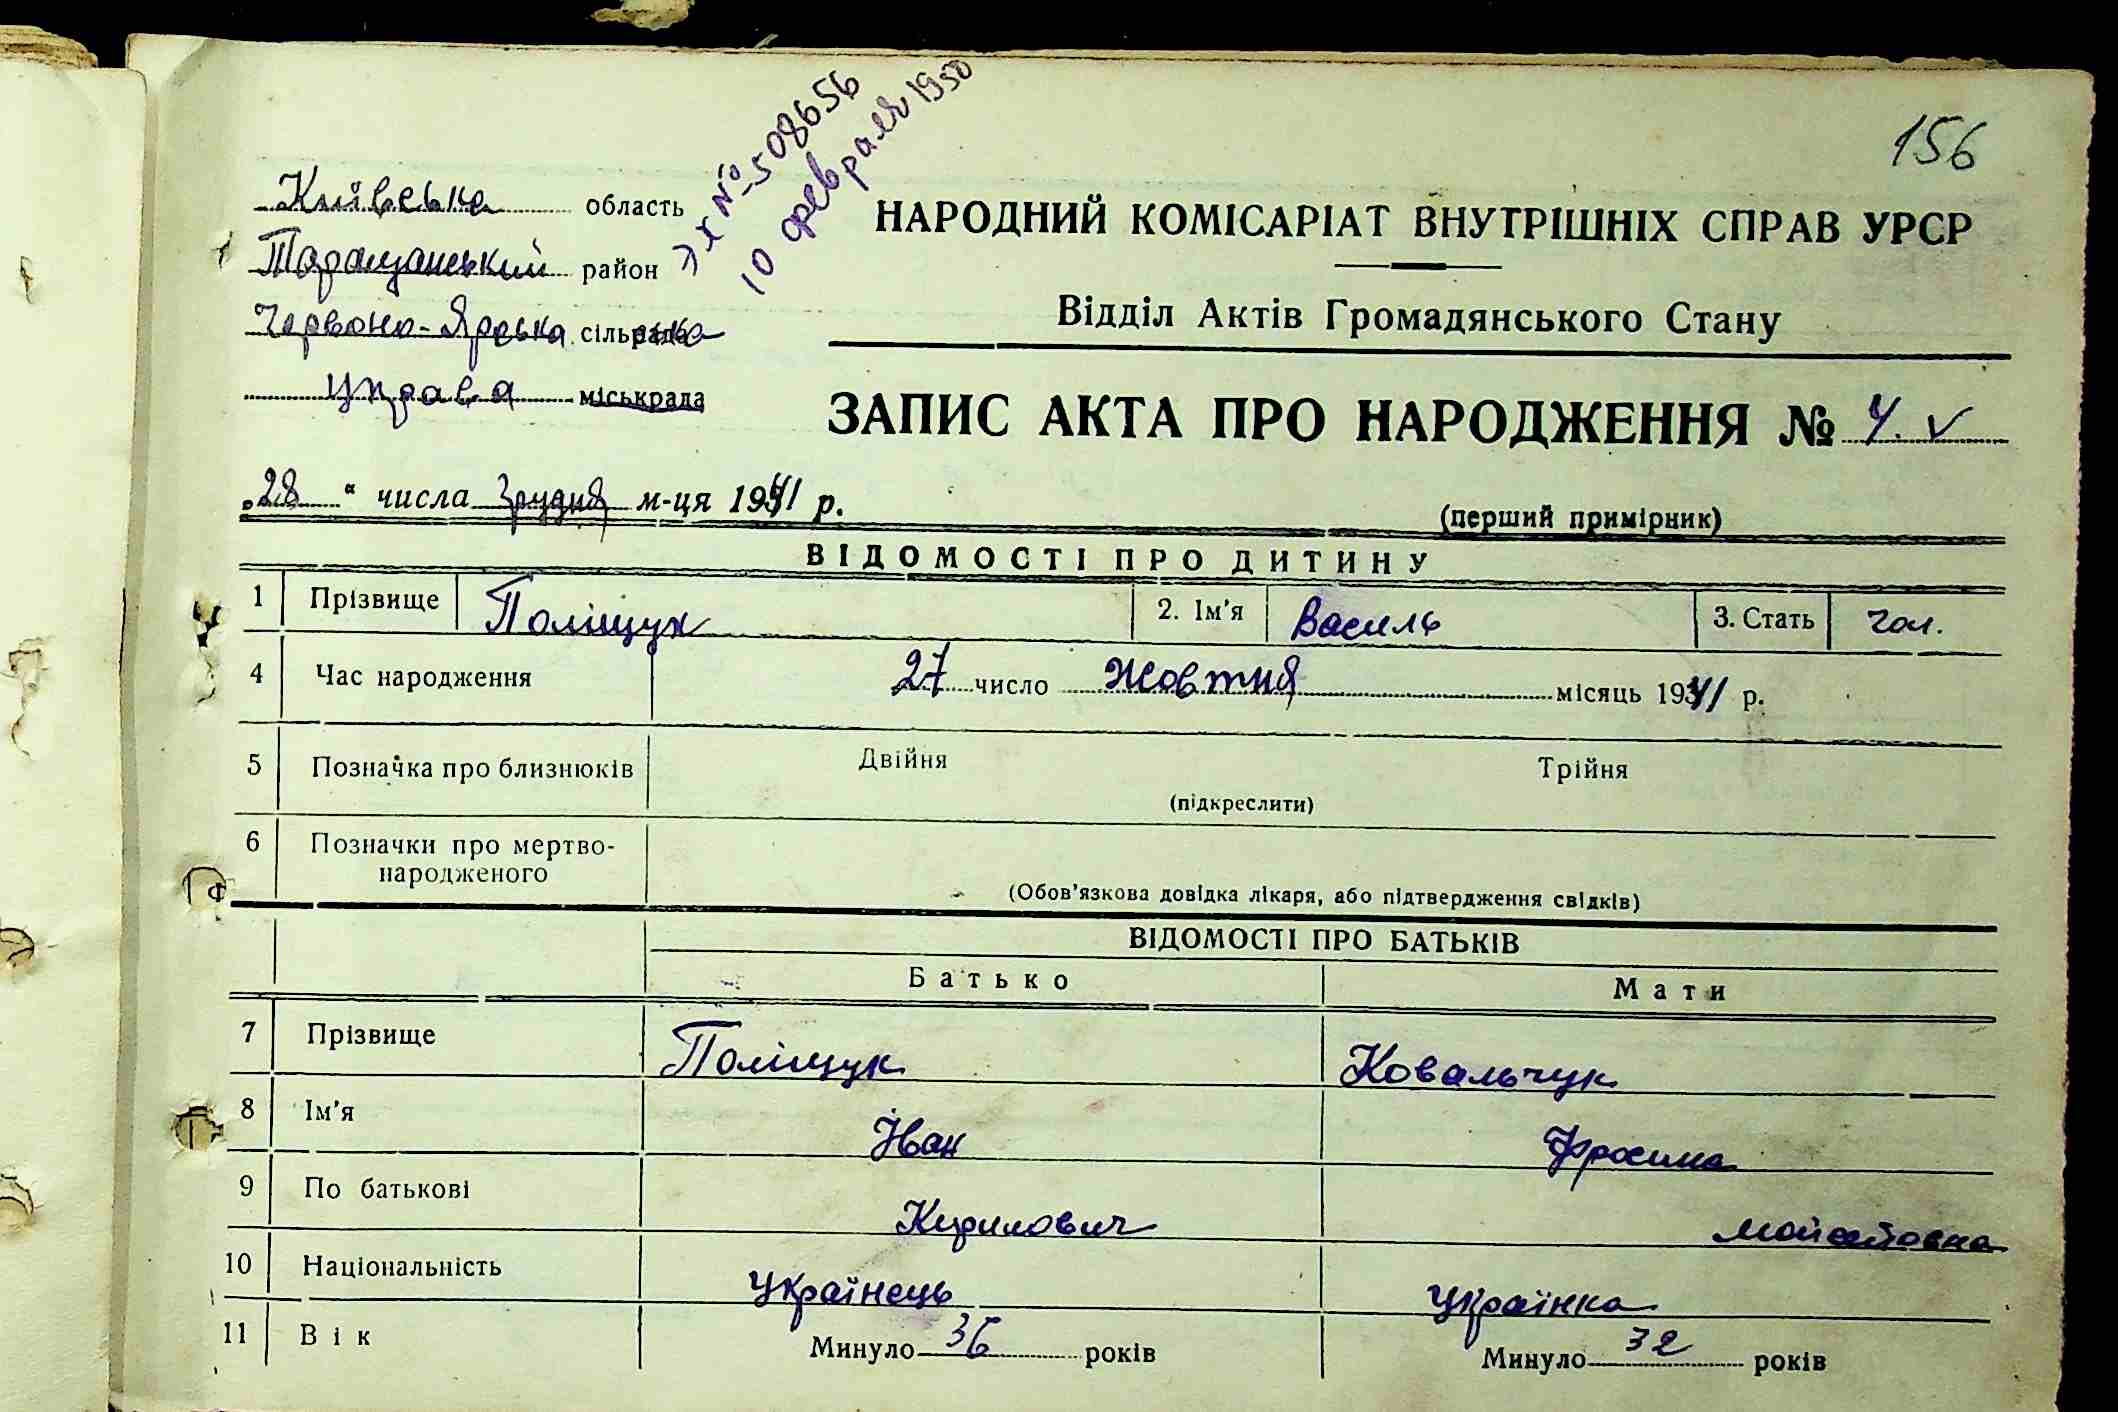 156
ЯХ № 508656
10 февраля 1950
Київська область
Таращанський район
Червоно-Ярська сільрада ська
управа міськрада
НАРОДНИЙ КОМІСАРІАТ ВНУТРІШНІХ СПРАВ УРСР
Відділ Актів Громадянського Стану
ЗАПИС АКТА ПРО НАРОДЖЕННЯ № 4.
„28“ числа грудня м-ця 1941 р.
(перший примірник)
ВІДОМОСТІ ПРО ДИТИНУ
1 Прізвище Поліщук 2. Ім'я Василь 3. Стать чол.
4 Час народження 27 число Жовтня місяць 1941 р.
5 Позначка про близнюків Двійня Трійня
(підкреслити)
6 Позначки про мертво-
народженого
(Обов'язкова довідка лікаря, або підтвердження свідків)
Ф
ВІДОМОСТІ ПРО БАТЬКІВ
Батько Мати
7 Прізвище Поліщук Ковальчук
8 Ім'я Іван Фросина
9 По батькові Кирилович
10 Національність Українець Українка
11 Вік Минуло 36 років Минуло 32 років